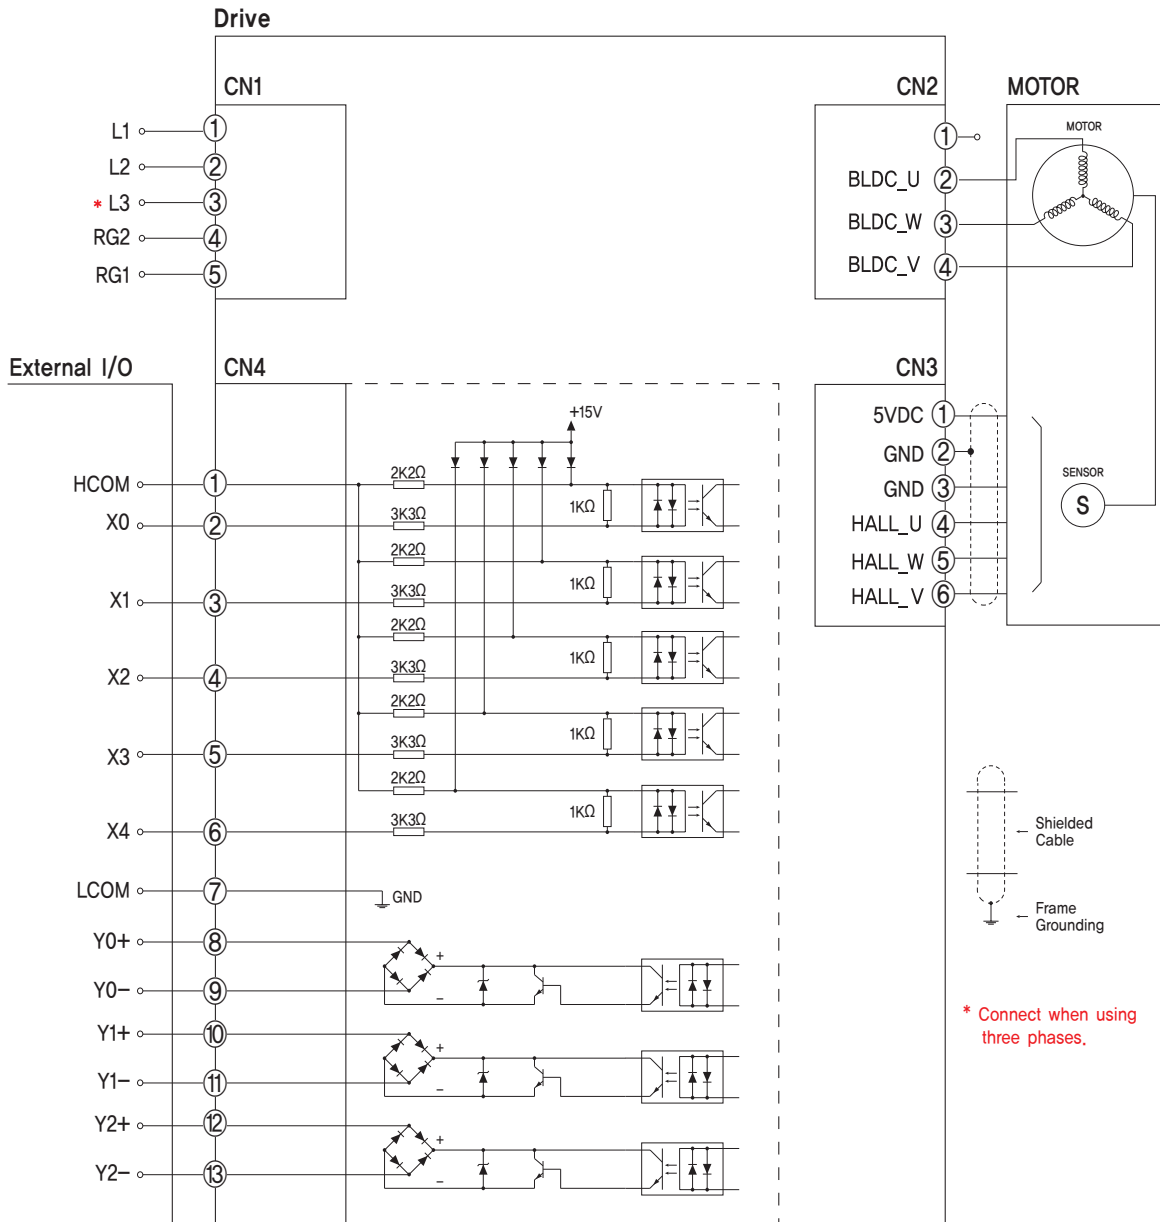 Drive
CN1
L1 1
L2 2
* L3 3
RG2 4
RG1 5
CN2
1
BLDC_U 2
BLDC_W 3
BLDC_V 4
MOTOR
MOTOR
External I/O
CN4
+15V
HCOM 1 2K2Ω
1KΩ
X0 2 3K3Ω
2K2Ω
1KΩ
X1 3 3K3Ω
2K2Ω
1KΩ
X2 4 3K3Ω
2K2Ω
1KΩ
X3 5 3K3Ω
2K2Ω
1KΩ
X4 6 3K3Ω
LCOM 7 GND
Y0+ 8
+
Y0− 9 −
Y1+ 10
+
Y1− 11 −
Y2+ 12
+
Y2− 13 −
CN3
5VDC 1
GND 2
GND 3
HALL_U 4
HALL_W 5
HALL_V 6
SENSOR
S
Shielded
Cable
Frame
Grounding
* Connect when using
three phases.